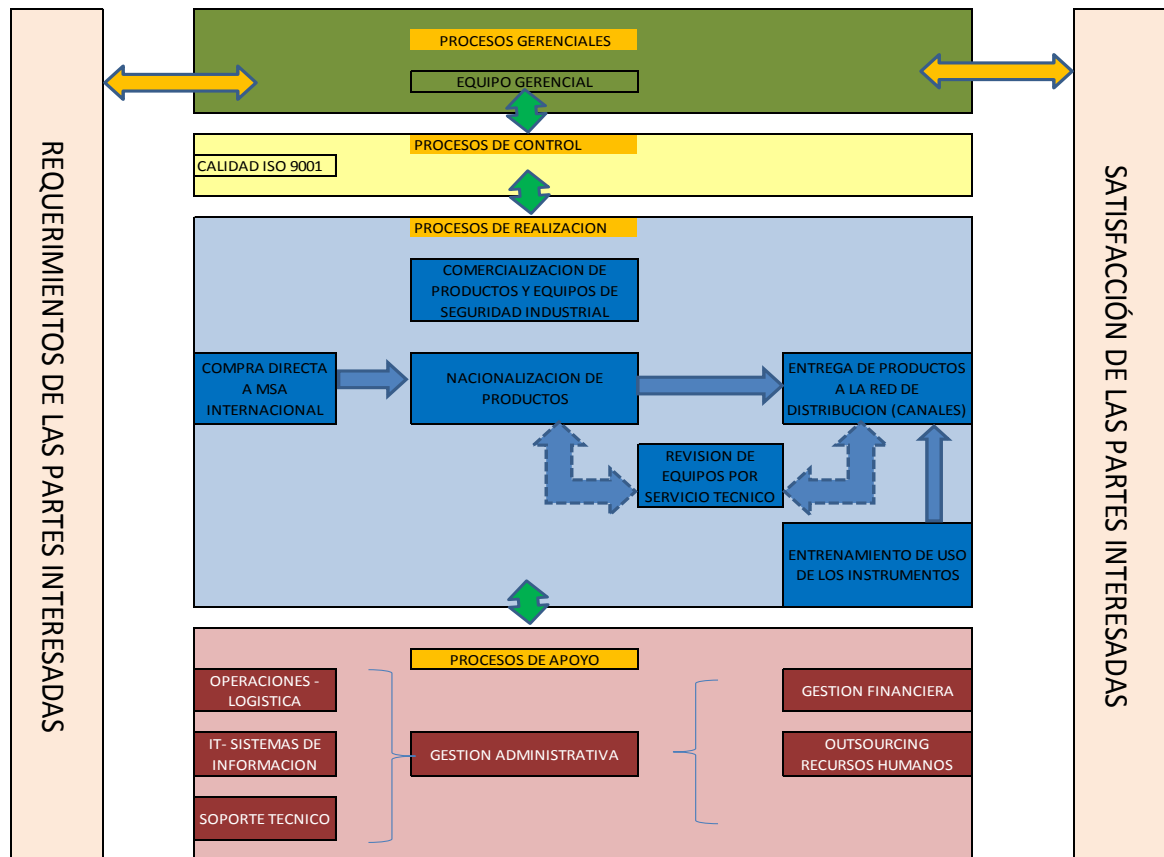 REQUERIMIENTOS DE LAS PARTES INTERESADAS
PROCESOS GERENCIALES
EQUIPO GERENCIAL
PROCESOS DE CONTROL
CALIDAD ISO 9001
PROCESOS DE REALIZACION
COMERCIALIZACION DE
PRODUCTOS Y EQUIPOS DE
SEGURIDAD INDUSTRIAL
COMPRA DIRECTA
A MSA
INTERNACIONAL
NACIONALIZACION DE
PRODUCTOS
ENTREGA DE PRODUCTOS
A LA RED DE
DISTRIBUCION (CANALES)
REVISION DE
EQUIPOS POR
SERVICIO TECNICO
ENTRENAMIENTO DE USO
DE LOS INSTRUMENTOS
PROCESOS DE APOYO
OPERACIONES -
LOGISTICA
IT- SISTEMAS DE
INFORMACION
SOPORTE TECNICO
GESTION ADMINISTRATIVA
GESTION FINANCIERA
OUTSOURCING
RECURSOS HUMANOS
SATISFACCIÓN DE LAS PARTES INTERESADAS